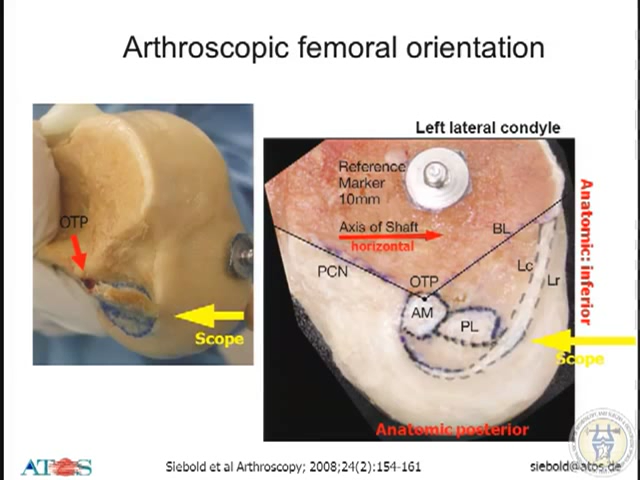 Arthroscopic femoral orientation
Left lateral condyle
OTP
Scope
Reference
Marker
10mm
Axis of Shaft
horizontal
BL
PCN
OTP
Lc
Lr
AM
PL
Anatomic: inferior
Scope
Anatomic posterior
ATOS
Siebold et al Arthroscopy; 2008;24(2):154-161
siebold@atos.de